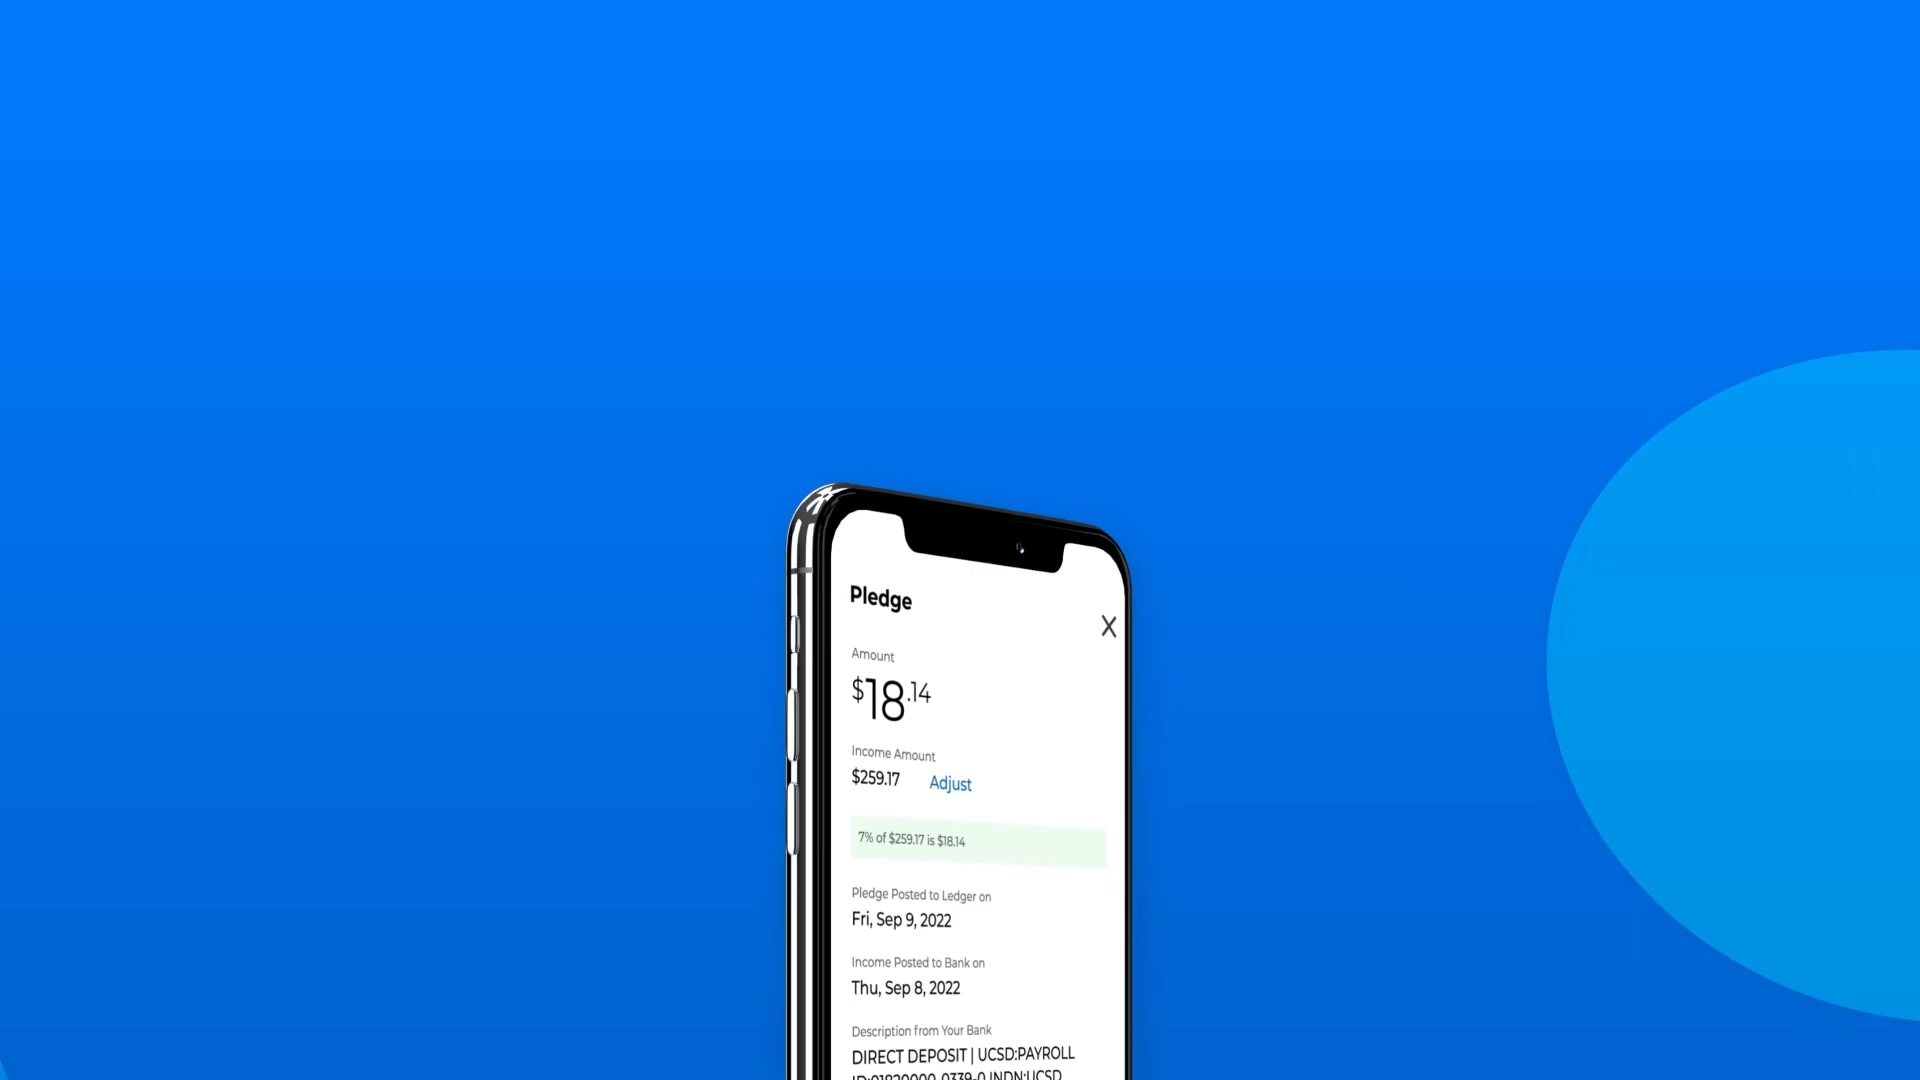 Pledge
X
Amount
$18.14
Income Amount
$259.17 Adjust
7% of $259.17 is $18.14
Pledge Posted to Ledger on
Fri, Sep 9, 2022
Income Posted to Bank on
Thu, Sep 8, 2022
Description from Your Bank
DIRECT DEPOSIT | UCSD:PAYROLL
INDN:UCSD